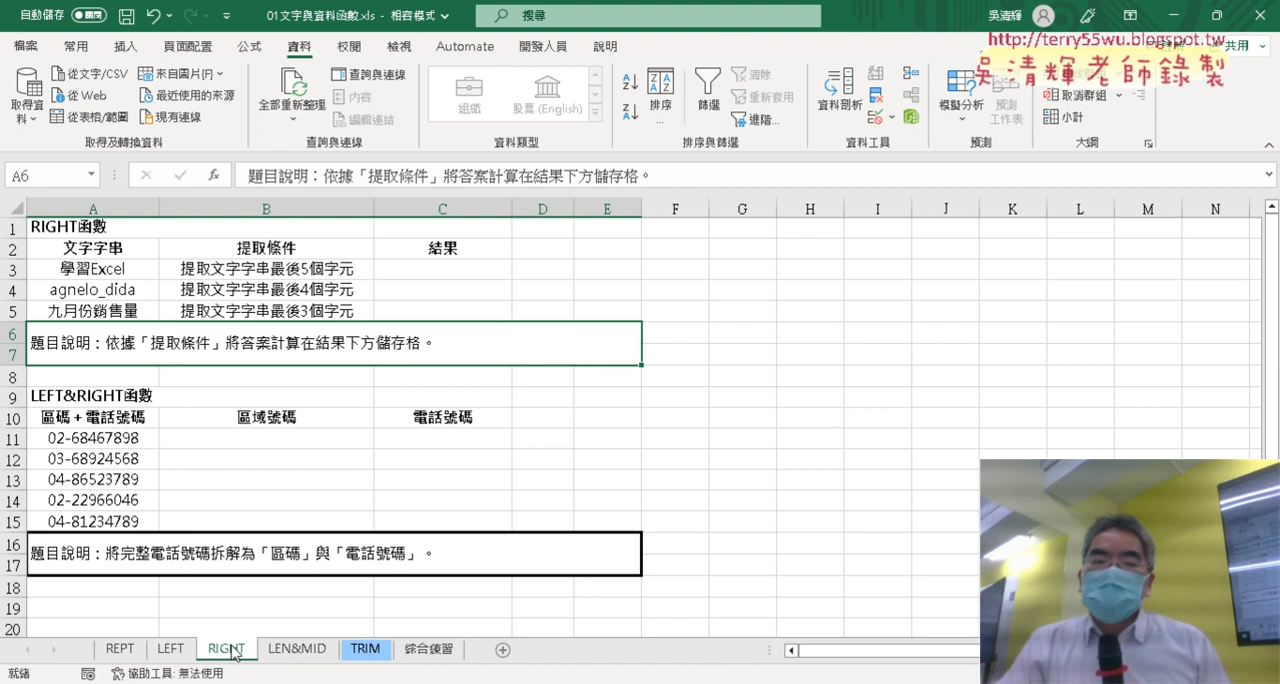 自動儲存 01文字與資料函數.xls - 相容模式 搜尋 吳清輝
檔案 常用 插入 頁面配置 公式 資料 校閱 檢視 Automate 開發人員 說明 共用
http://terry55wu.blogspot.tw
吳清輝老師錄製
取得資料 從文字/CSV 來自圖片(F) 全部重新整理 查詢與連線 組織 股票 (English) 排序 篩選 清除 資料剖析 模擬分析 預測工作表
從 Web 最近使用的來源 內容 重新套用 取消群組
從表格/範圍 現有連線 編輯連結 進階... 小計
取得及轉換資料 查詢與連線 資料類型 排序與篩選 資料工具 預測 大綱
A6 fx 題目說明：依據「提取條件」將答案計算在結果下方儲存格。
A B C D E F G H I J K L M N
1 RIGHT函數
2 文字字串 提取條件 結果
3 學習Excel 提取文字字串最後5個字元
4 agnelo_dida 提取文字字串最後4個字元
5 九月份銷售量 提取文字字串最後3個字元
6
題目說明：依據「提取條件」將答案計算在結果下方儲存格。
7
8
9 LEFT&RIGHT函數
10 區碼＋電話號碼 區域號碼 電話號碼
11 02-68467898
12 03-68924568
13 04-86523789
14 02-22966046
15 04-81234789
16
題目說明：將完整電話號碼拆解為「區碼」與「電話號碼」。
17
18
19
20
REPT LEFT RIGHT LEN&MID TRIM 綜合練習
就緒 協助工具: 無法使用